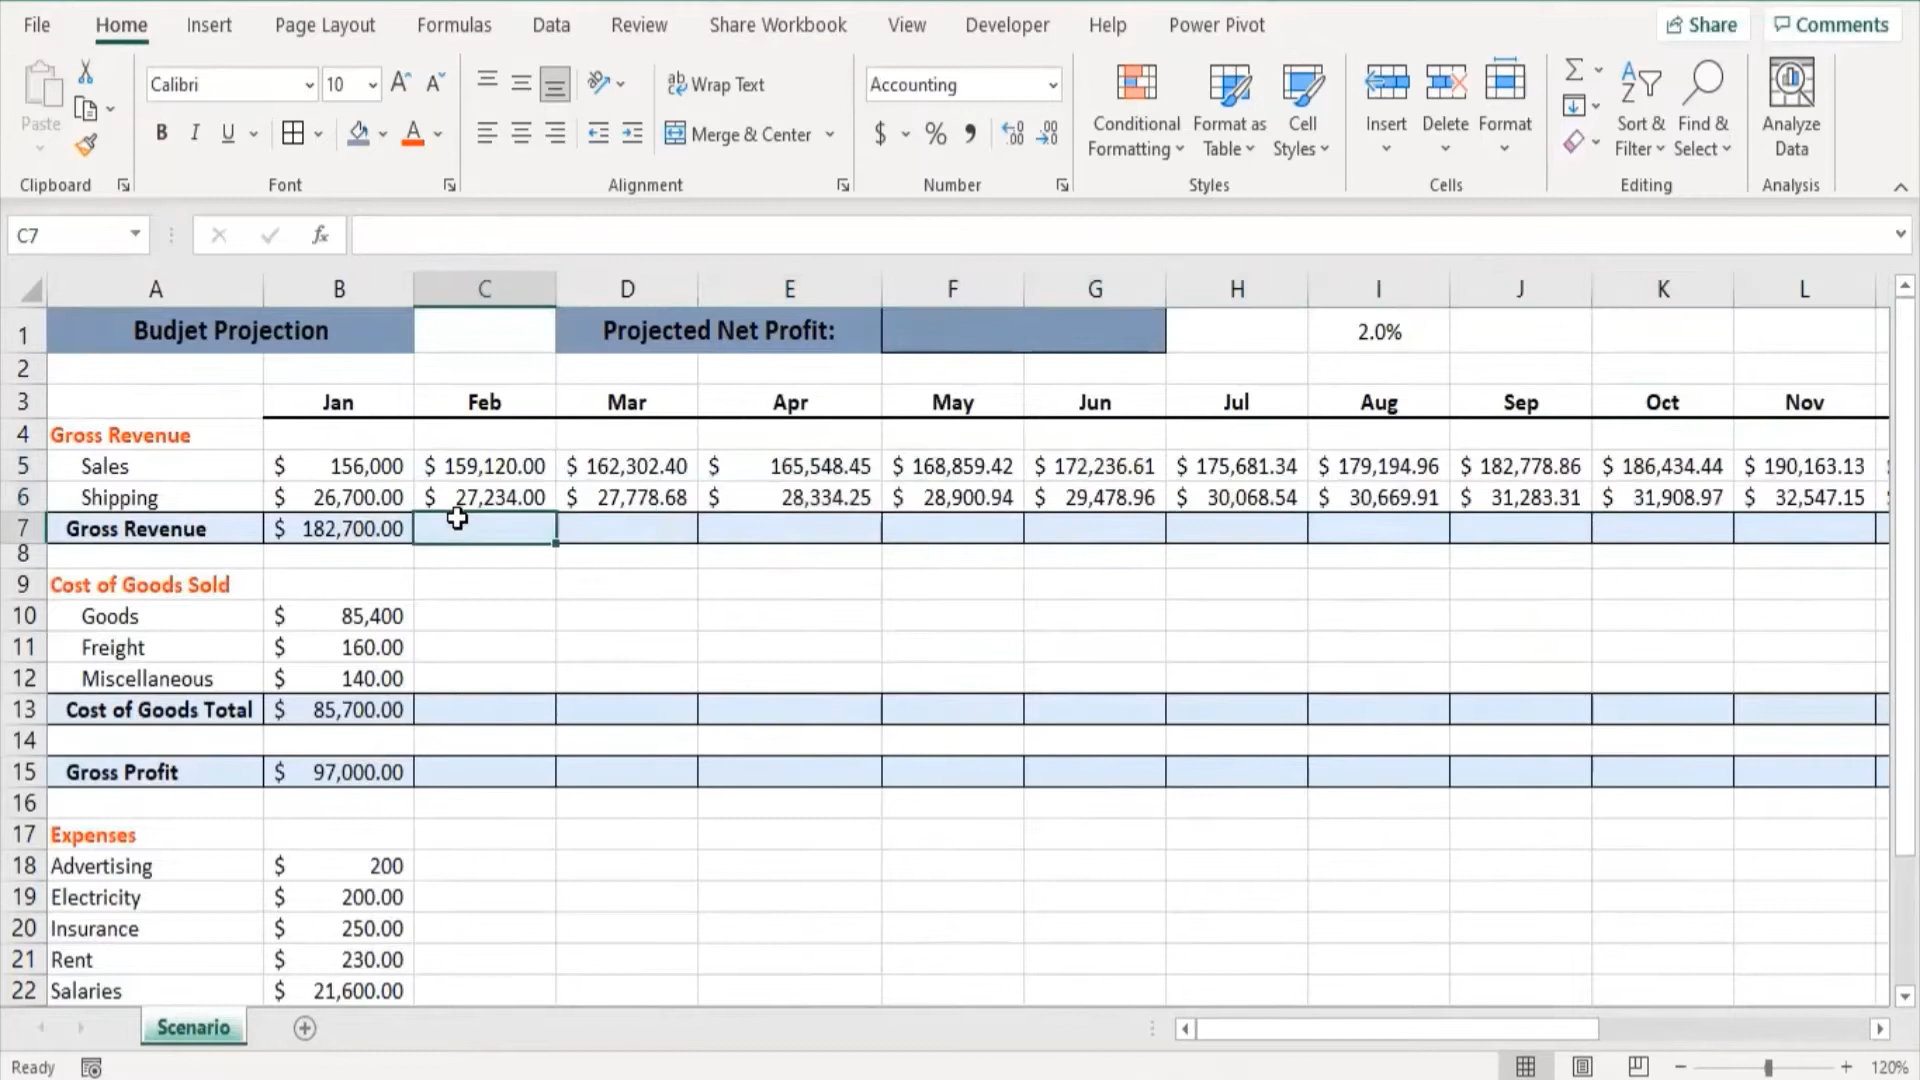 File Home Insert Page Layout Formulas Data Review Share Workbook View Developer Help Power Pivot Share Comments
Calibri 10 A A ab Wrap Text Accounting
Paste B I U A Merge & Center $ % Conditional Formatting Format as Table Cell Styles Insert Delete Format Sort & Filter Find & Select Analyze Data
Clipboard Font Alignment Number Styles Cells Editing Analysis
C7 fx
A B C D E F G H I J K L
1 Budjet Projection Projected Net Profit: 2.0%
2
3 Jan Feb Mar Apr May Jun Jul Aug Sep Oct Nov
4 Gross Revenue
5 Sales $ 156,000 $ 159,120.00 $ 162,302.40 $ 165,548.45 $ 168,859.42 $ 172,236.61 $ 175,681.34 $ 179,194.96 $ 182,778.86 $ 186,434.44 $ 190,163.13
6 Shipping $ 26,700.00 $ 27,234.00 $ 27,778.68 $ 28,334.25 $ 28,900.94 $ 29,478.96 $ 30,068.54 $ 30,669.91 $ 31,283.31 $ 31,908.97 $ 32,547.15
7 Gross Revenue $ 182,700.00
8
9 Cost of Goods Sold
10 Goods $ 85,400
11 Freight $ 160.00
12 Miscellaneous $ 140.00
13 Cost of Goods Total $ 85,700.00
14
15 Gross Profit $ 97,000.00
16
17 Expenses
18 Advertising $ 200
19 Electricity $ 200.00
20 Insurance $ 250.00
21 Rent $ 230.00
22 Salaries $ 21,600.00
Scenario
Ready 120%